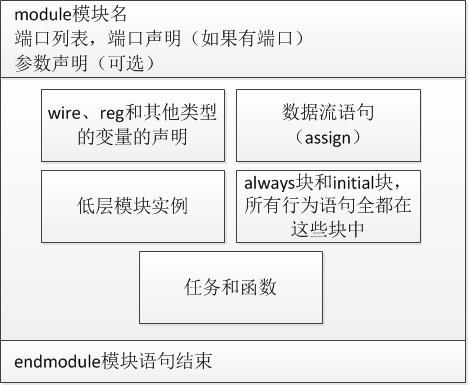 module模块名
端口列表，端口声明（如果有端口）
参数声明（可选）
wire、reg和其他类型
的变量的声明
数据流语句
（assign）
低层模块实例
always块和initial块，
所有行为语句全都在
这些块中
任务和函数
endmodule模块语句结束